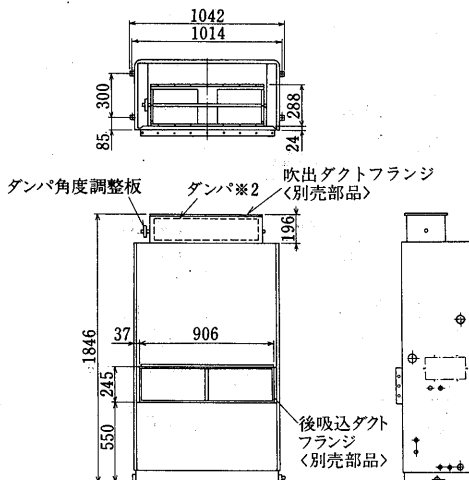 1042
1014
300
85
288
24
吹出ダクトフランジ
〈別売部品〉
ダンパ角度調整板
ダンパ※2
196
1846
37
906
245
550
後吸込ダクト
フランジ
〈別売部品〉